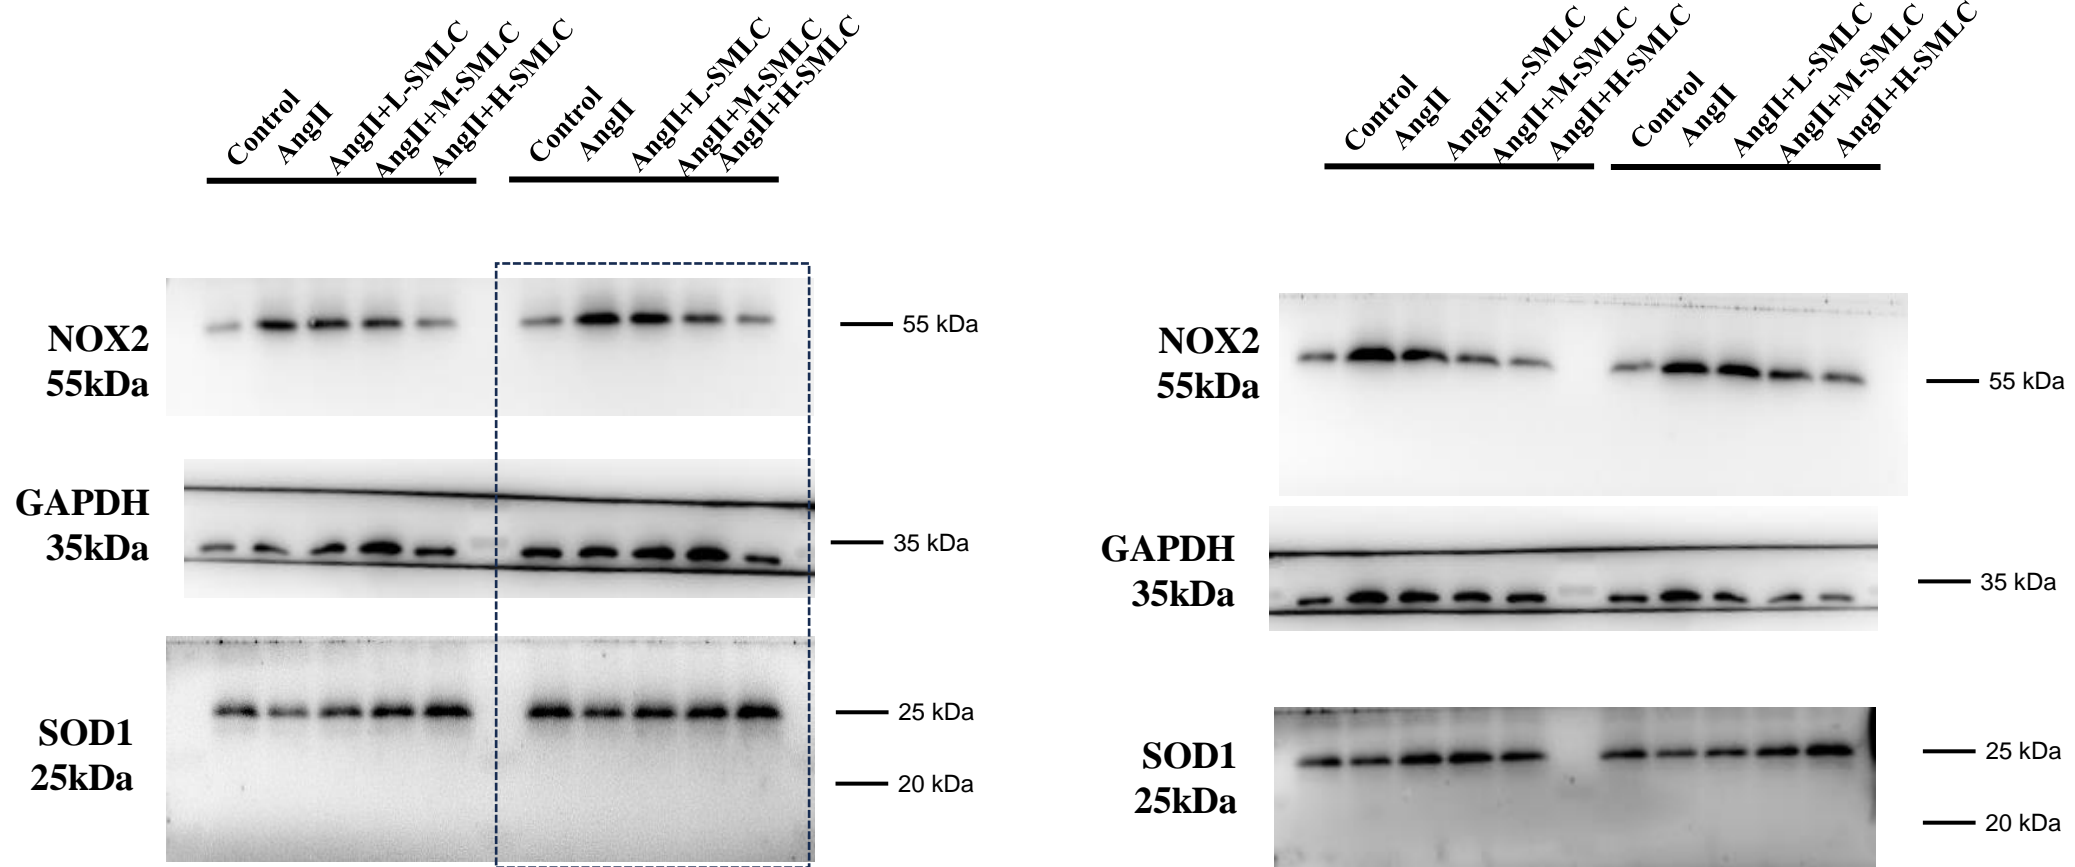 Control
AngII
AngII+L-SMLC
AngII+M-SMLC
AngII+H-SMLC
Control
AngII
AngII+L-SMLC
AngII+M-SMLC
AngII+H-SMLC
NOX2
55kDa
55 kDa
GAPDH
35kDa
35 kDa
SOD1
25kDa
25 kDa
20 kDa
Control
AngII
AngII+L-SMLC
AngII+M-SMLC
AngII+H-SMLC
Control
AngII
AngII+L-SMLC
AngII+M-SMLC
AngII+H-SMLC
NOX2
55kDa
55 kDa
GAPDH
35kDa
35 kDa
SOD1
25kDa
25 kDa
20 kDa